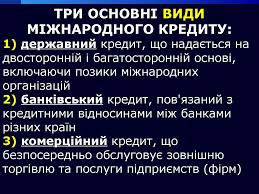 ТРИ ОСНОВНІ ВИДИ
МІЖНАРОДНОГО КРЕДИТУ:
1) державний кредит, що надається на
двосторонній і багатосторонній основі,
включаючи позики міжнародних
організацій
2) банківський кредит, пов'язаний з
кредитними відносинами між банками
різних країн
3) комерційний кредит, що
безпосередньо обслуговує зовнішню
торгівлю та послуги підприємств (фірм)